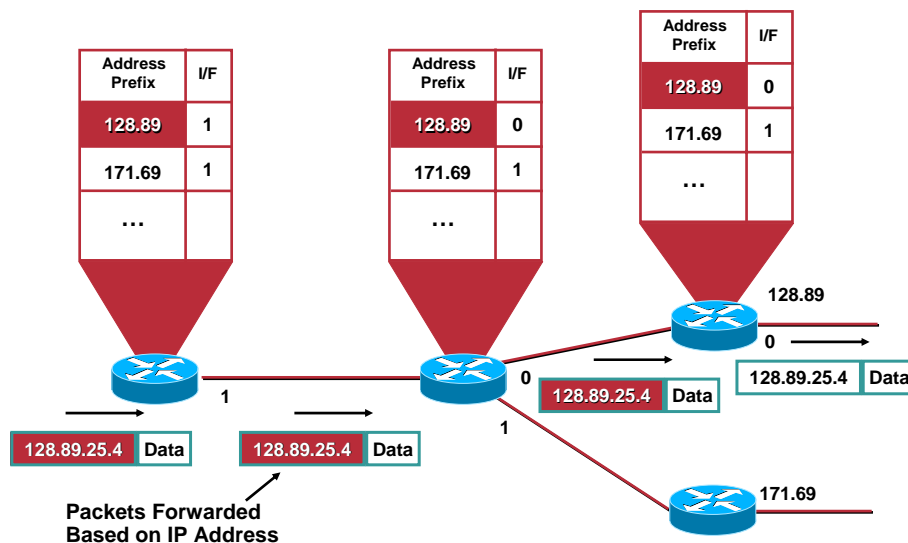 Address Prefix I/F
128.89 1
171.69 1
...
Address Prefix I/F
128.89 0
171.69 1
...
Address Prefix I/F
128.89 0
171.69 1
...
128.89
0
1
0
1
128.89.25.4 Data
128.89.25.4 Data
128.89.25.4 Data
128.89.25.4 Data
171.69
Packets Forwarded
Based on IP Address